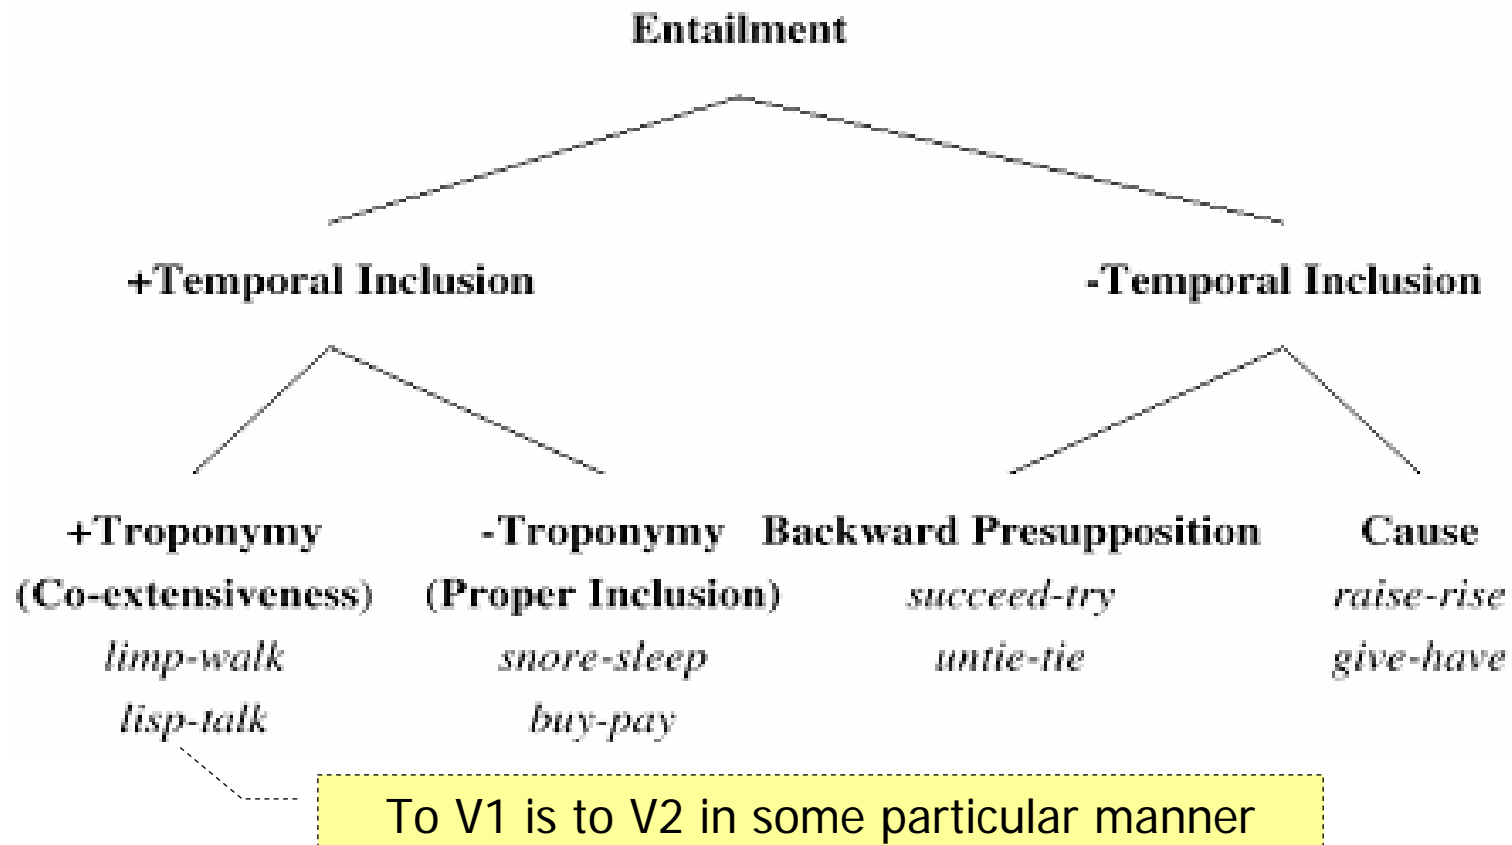 Entailment
+Temporal Inclusion -Temporal Inclusion
+Troponymy -Troponymy Backward Presupposition Cause
(Co-extensiveness) (Proper Inclusion) succeed-try raise-rise
limp-walk snore-sleep untie-tie give-have
lisp-talk buy-pay
To V1 is to V2 in some particular manner